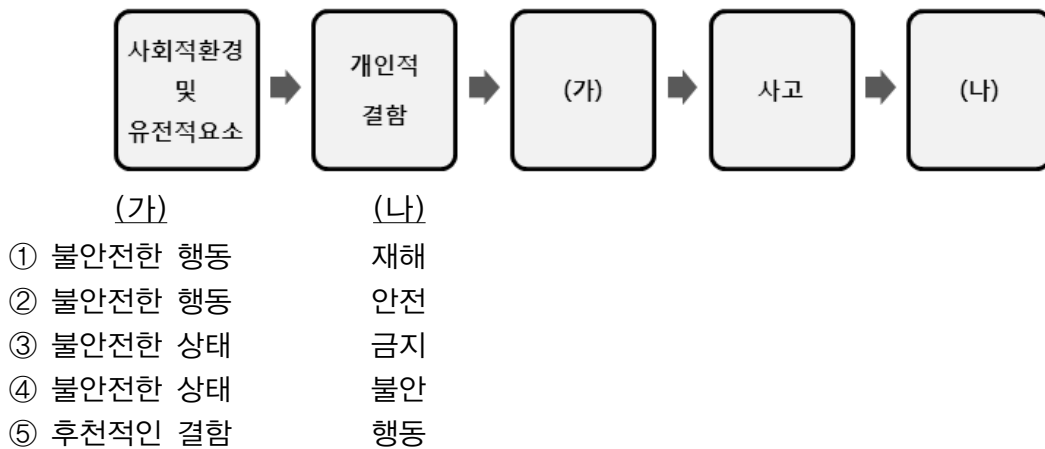 사회적환경
및
유전적요소
개인적
결함
(가)
사고
(나)
(가) (나)
① 불안전한 행동 재해
② 불안전한 행동 안전
③ 불안전한 상태 금지
④ 불안전한 상태 불안
⑤ 후천적인 결함 행동